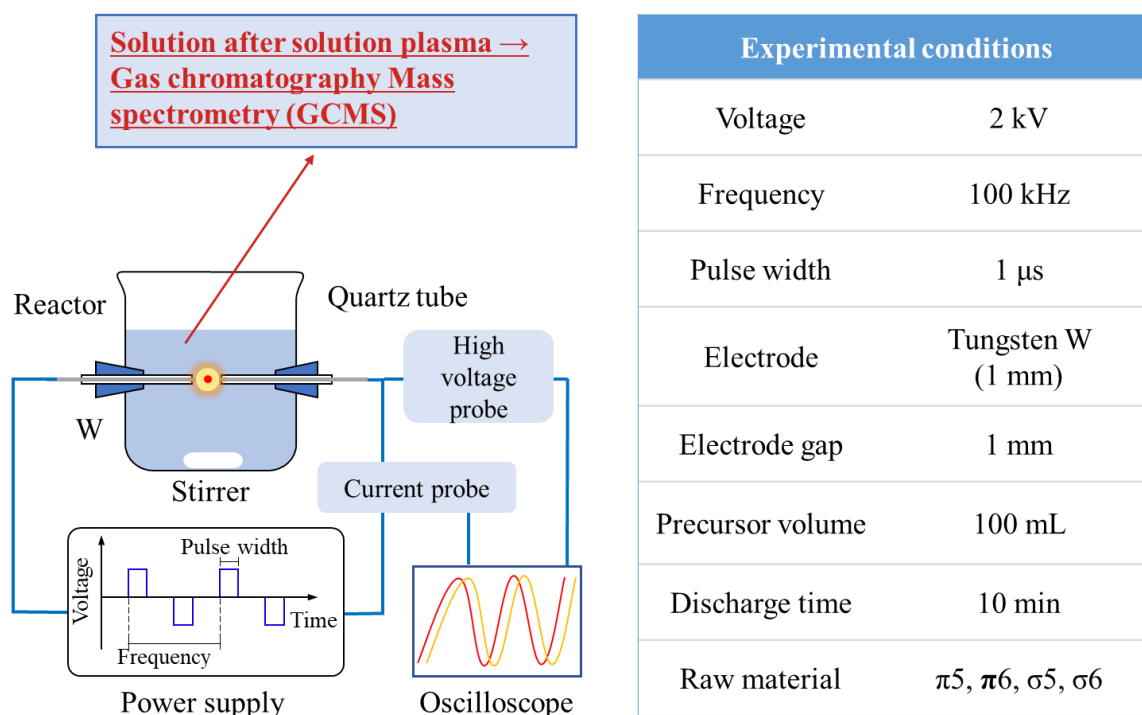 Solution after solution plasma →
Gas chromatography Mass
spectrometry (GCMS)
Reactor
Quartz tube
High
voltage
probe
W
Stirrer
Current probe
Pulse width
Voltage
Time
Frequency
Power supply
Oscilloscope
Experimental conditions
Voltage 2 kV
Frequency 100 kHz
Pulse width 1 μs
Electrode Tungsten W
(1 mm)
Electrode gap 1 mm
Precursor volume 100 mL
Discharge time 10 min
Raw material π5, π6, σ5, σ6